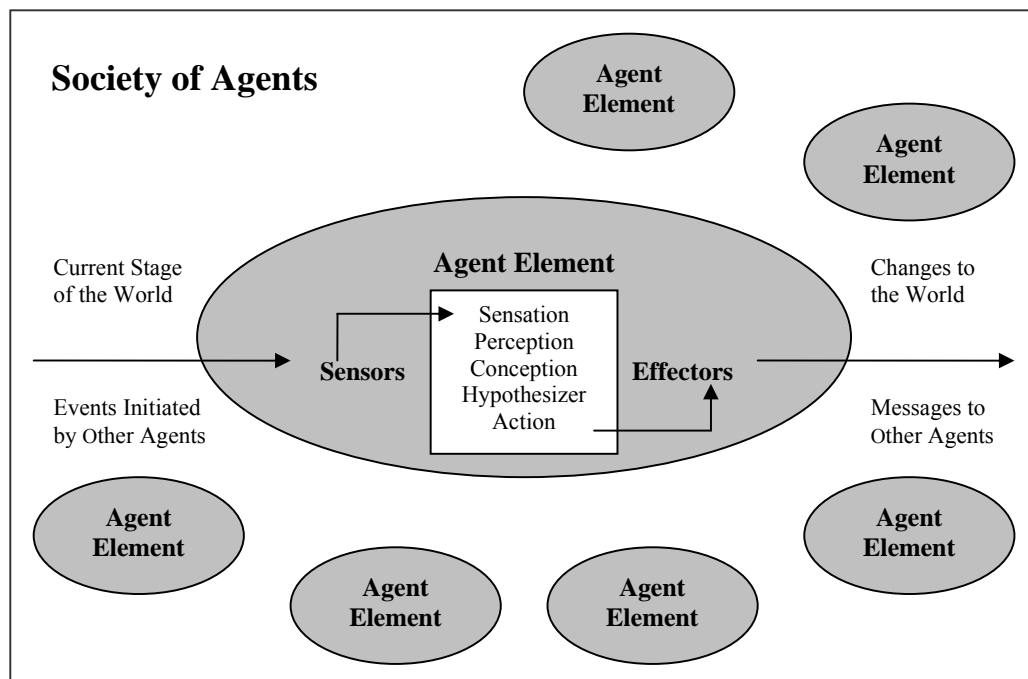 Society of Agents
Agent
Element
Agent
Element
Current Stage
of the World
Agent Element
Changes to
the World
Sensation
Perception
Conception
Hypothesizer
Action
Sensors
Effectors
Events Initiated
by Other Agents
Messages to
Other Agents
Agent
Element
Agent
Element
Agent
Element
Agent
Element